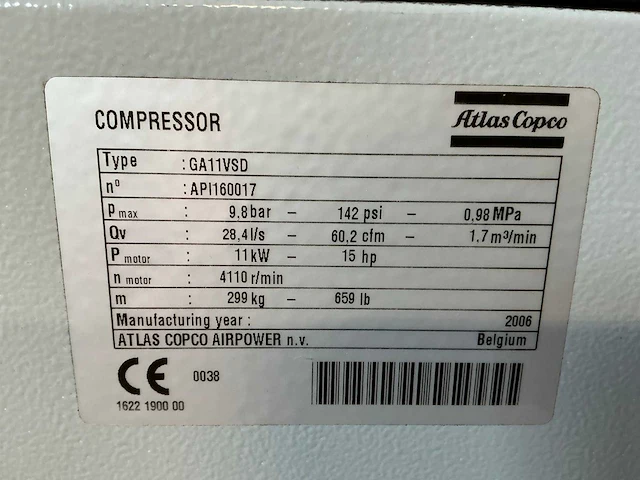 COMPRESSOR
Atlas Copco
Type : GA11VSD
nº : API160017
p max : 9,8 bar – 142 psi – 0,98 MPa
Qv : 28,4 l/s – 60,2 cfm – 1,7 m³/min
P motor : 11 kW – 15 hp
n motor : 4110 r/min
m : 299 kg – 659 lb
Manufacturing year : 2006
ATLAS COPCO AIRPOWER n.v. Belgium
CE 0038
1622 1900 00